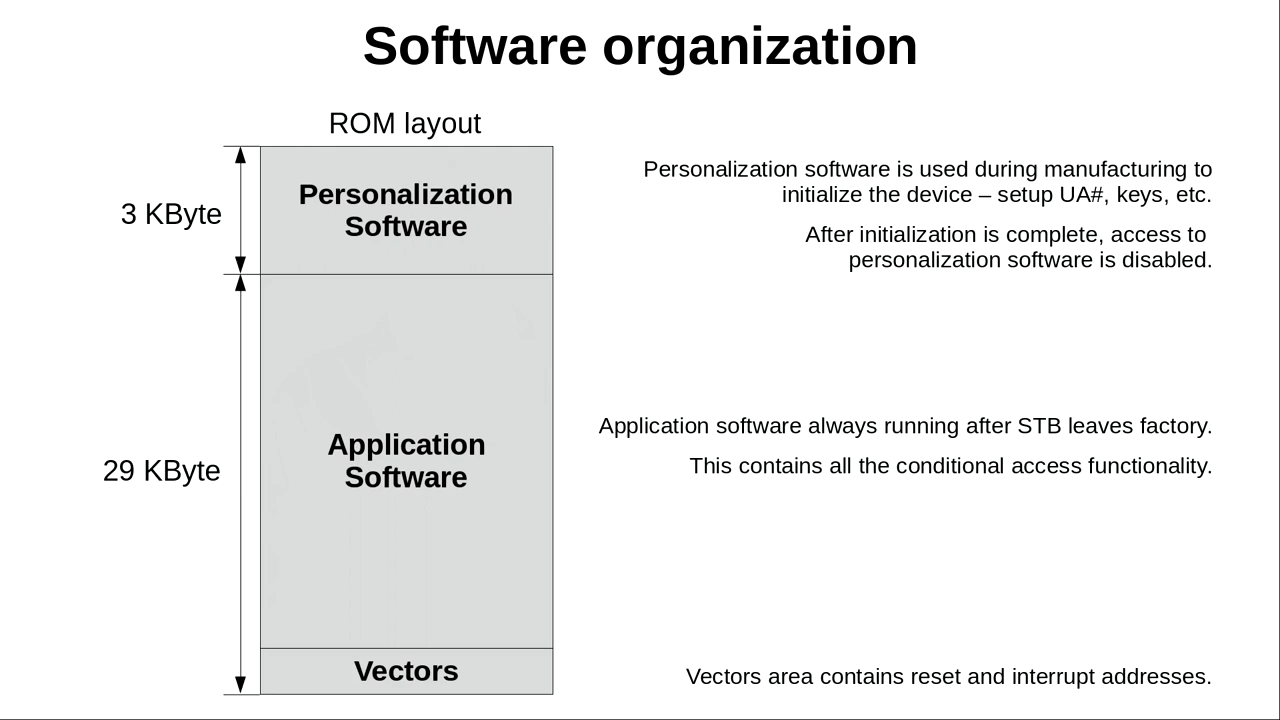 Software organization
ROM layout
3 KByte
Personalization
Software
Personalization software is used during manufacturing to
initialize the device – setup UA#, keys, etc.
After initialization is complete, access to
personalization software is disabled.
29 KByte
Application
Software
Application software always running after STB leaves factory.
This contains all the conditional access functionality.
Vectors
Vectors area contains reset and interrupt addresses.